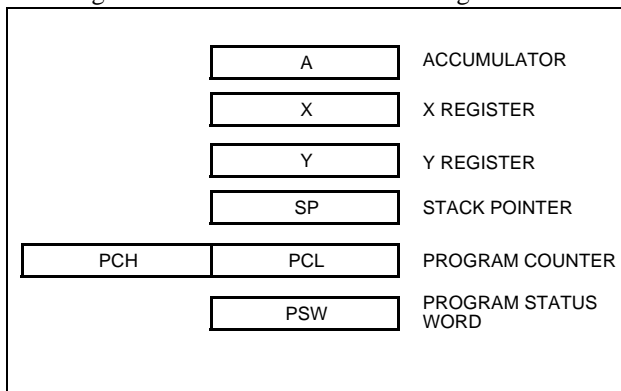 A ACCUMULATOR
X X REGISTER
Y Y REGISTER
SP STACK POINTER
PCH PCL PROGRAM COUNTER
PSW PROGRAM STATUS
WORD